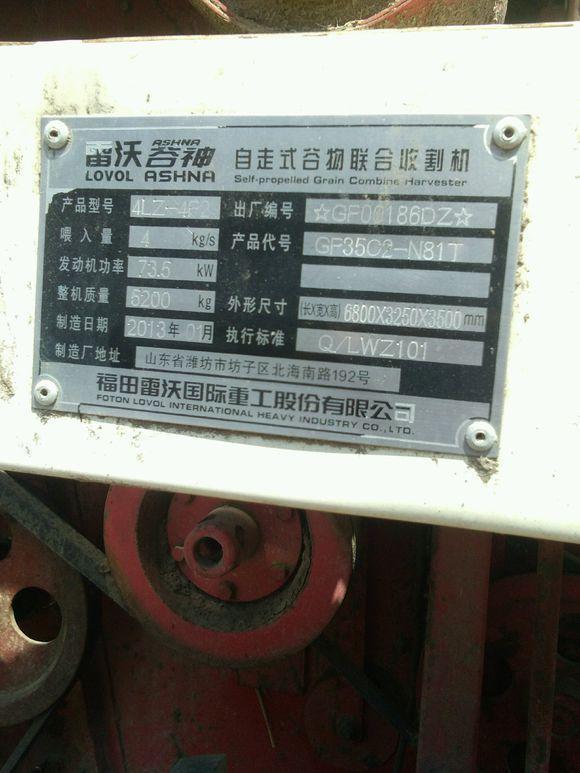 雷沃 谷神 自走式谷物联合收割机
LOVOL ASHNA Self-propelled Grain Combine Harvester
产品型号 4LZ-4F2 出厂编号 ☆GF00186DZ☆
喂入量 4 kg/s 产品代号 GF35C2-N81T
发动机功率 73.5 kW
整机质量 5200 kg 外形尺寸 (长X宽X高) 6800X3250X3500 mm
制造日期 2013年01月 执行标准 Q/LWZ101
制造厂地址 山东省潍坊市坊子区北海南路192号
福田雷沃国际重工股份有限公司
FOTON LOVOL INTERNATIONAL HEAVY INDUSTRY CO.,LTD.